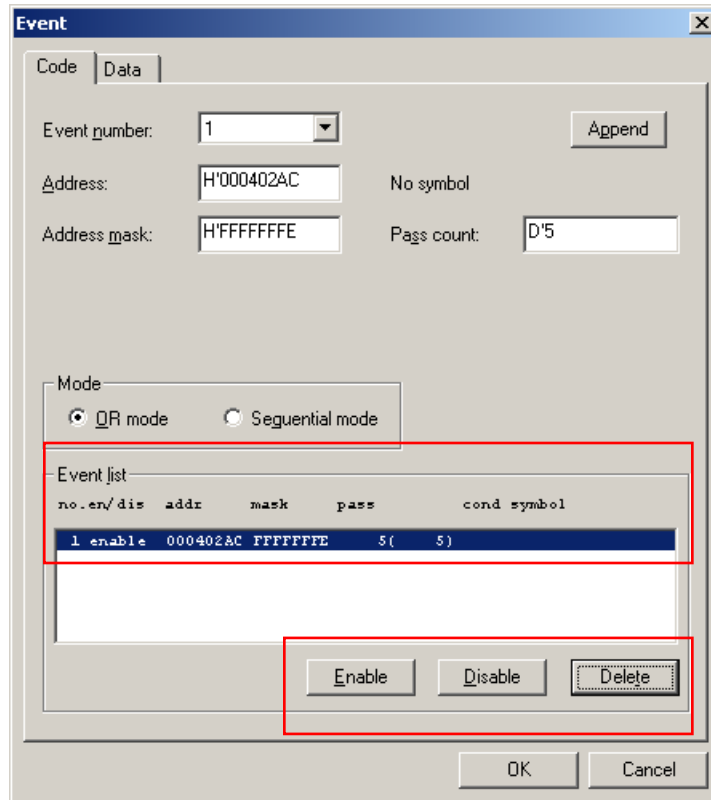 Event
Code Data
Event number: 1 Append
Address: H'000402AC No symbol
Address mask: H'FFFFFFFE Pass count: D'5
Mode
OR mode Sequential mode
Event list
no.en/dis addr mask pass cond symbol
1 enable 000402AC FFFFFFFE 5( 5)
Enable Disable Delete
OK Cancel